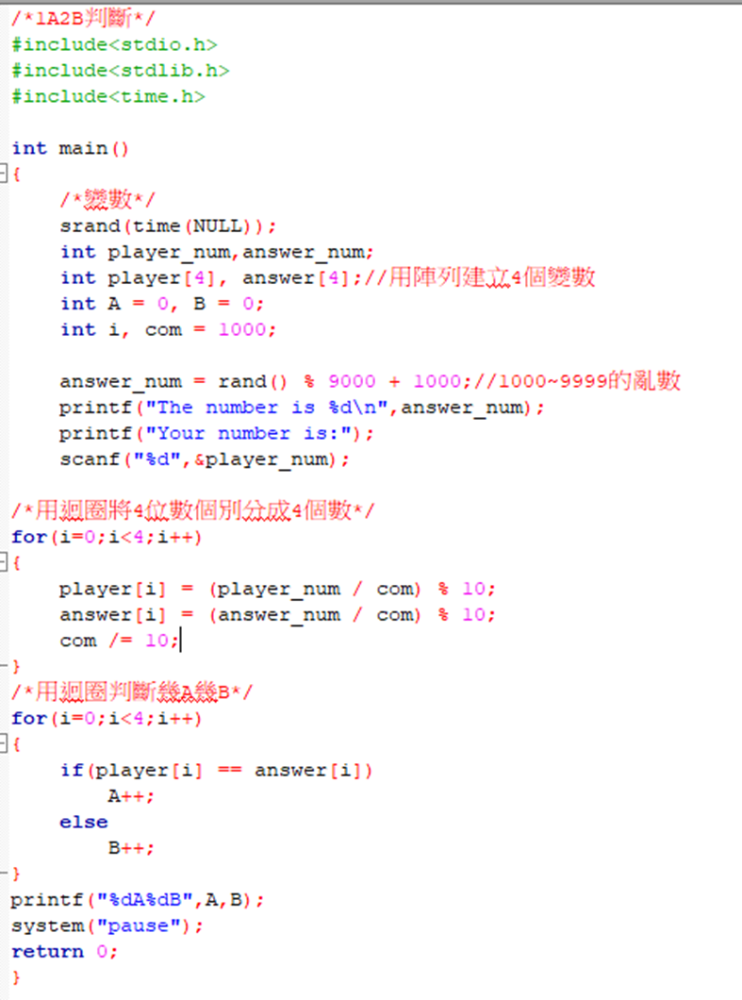 /*1A2B判斷*/
#include<stdio.h>
#include<stdlib.h>
#include<time.h>
int main()
{
/*變數*/
srand(time(NULL));
int player_num,answer_num;
int player[4], answer[4];//用陣列建立4個變數
int A = 0, B = 0;
int i, com = 1000;
answer_num = rand() % 9000 + 1000;//1000~9999的亂數
printf("The number is %d\n",answer_num);
printf("Your number is:");
scanf("%d",&player_num);
/*用迴圈將4位數個別分成4個數*/
for(i=0;i<4;i++)
{
player[i] = (player_num / com) % 10;
answer[i] = (answer_num / com) % 10;
com /= 10;
}
/*用迴圈判斷幾A幾B*/
for(i=0;i<4;i++)
{
if(player[i] == answer[i])
A++;
else
B++;
}
printf("%dA%dB",A,B);
system("pause");
return 0;
}